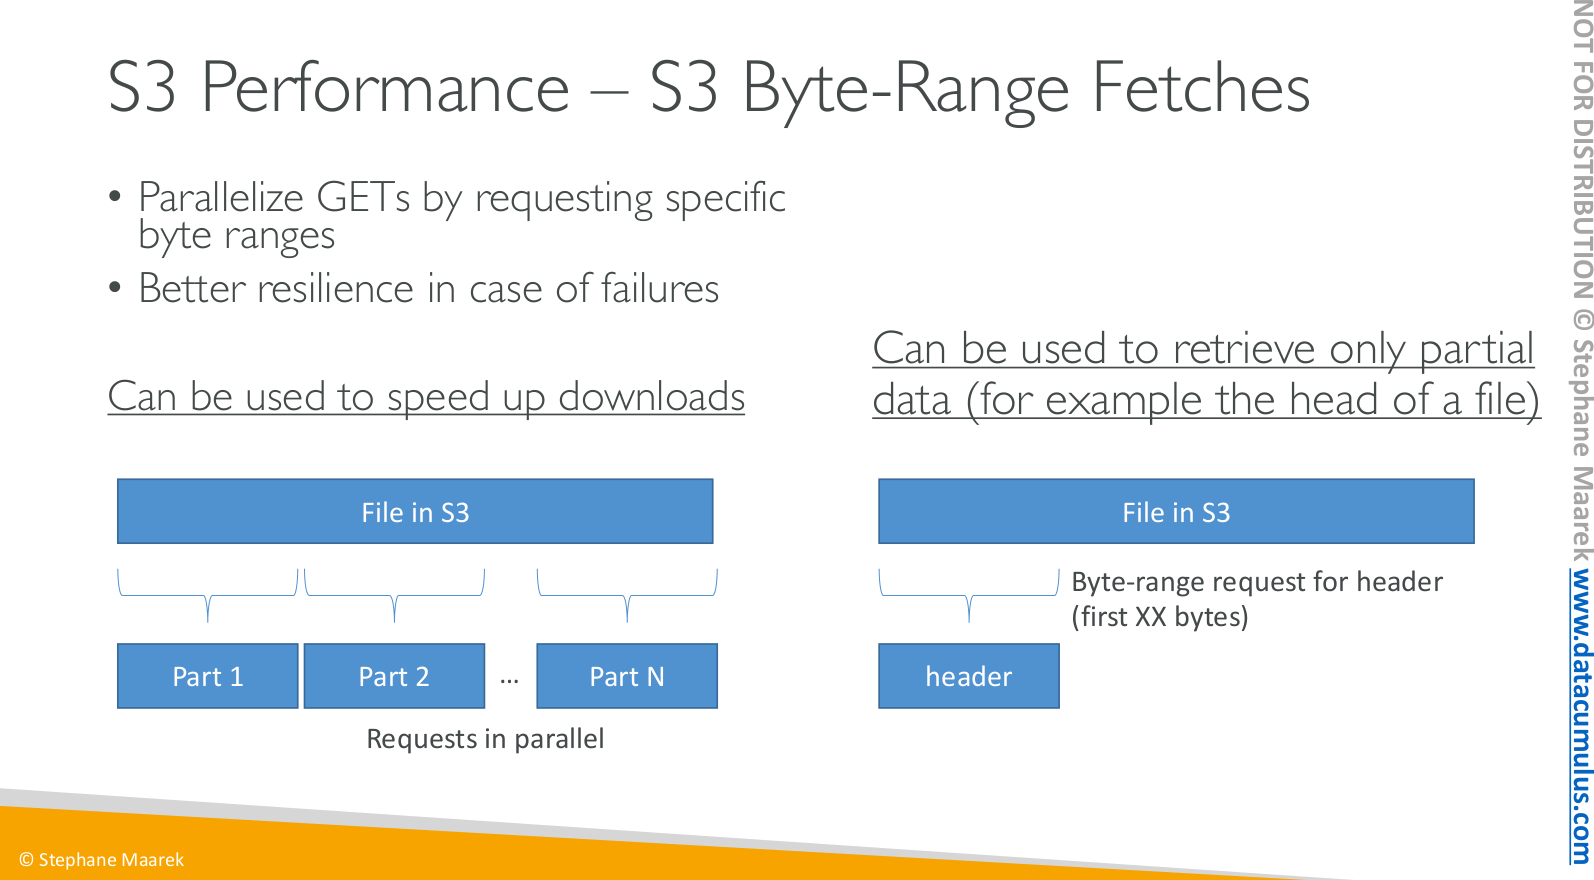 S3 Performance – S3 Byte-Range Fetches
• Parallelize GETs by requesting specific
byte ranges
• Better resilience in case of failures
Can be used to speed up downloads
File in S3
Part 1
Part 2
...
Part N
Requests in parallel
Can be used to retrieve only partial
data (for example the head of a file)
File in S3
Byte-range request for header
(first XX bytes)
header
© Stephane Maarek
NOT FOR DISTRIBUTION © Stephane Maarek www.datacumulus.com